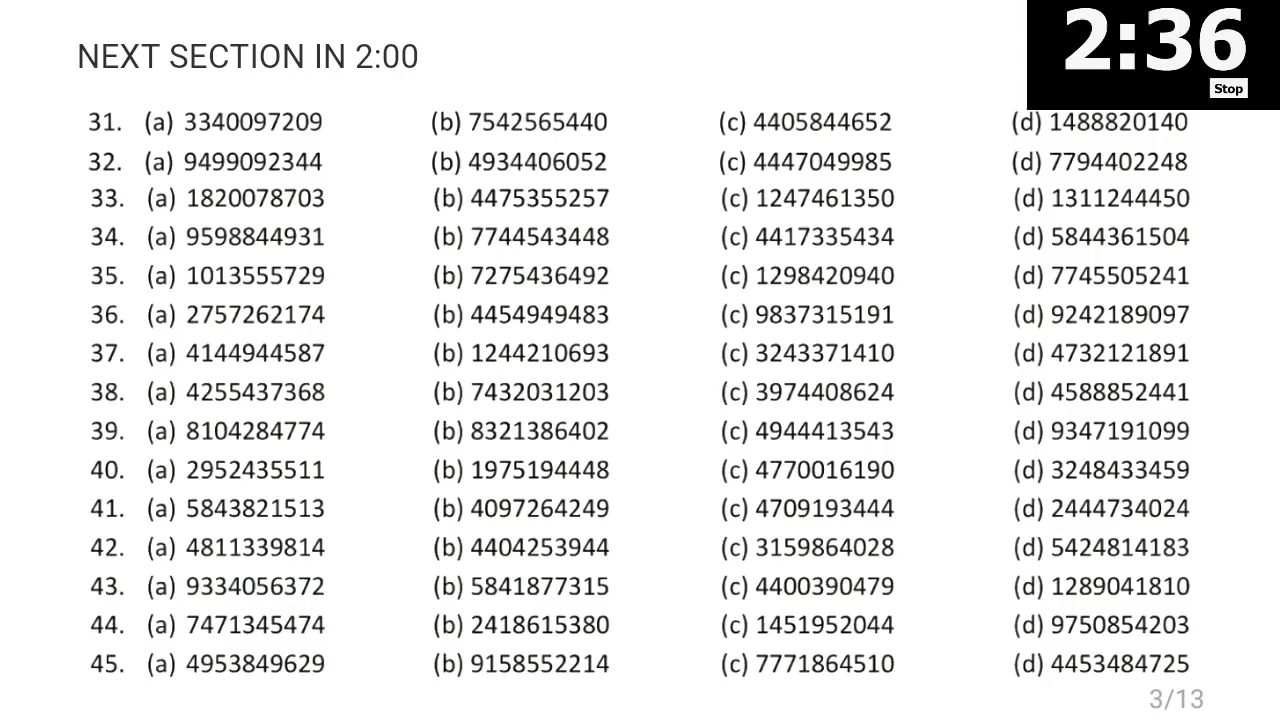 2:36
Stop
NEXT SECTION IN 2:00
31. (a) 3340097209 (b) 7542565440 (c) 4405844652 (d) 1488820140
32. (a) 9499092344 (b) 4934406052 (c) 4447049985 (d) 7794402248
33. (a) 1820078703 (b) 4475355257 (c) 1247461350 (d) 1311244450
34. (a) 9598844931 (b) 7744543448 (c) 4417335434 (d) 5844361504
35. (a) 1013555729 (b) 7275436492 (c) 1298420940 (d) 7745505241
36. (a) 2757262174 (b) 4454949483 (c) 9837315191 (d) 9242189097
37. (a) 4144944587 (b) 1244210693 (c) 3243371410 (d) 4732121891
38. (a) 4255437368 (b) 7432031203 (c) 3974408624 (d) 4588852441
39. (a) 8104284774 (b) 8321386402 (c) 4944413543 (d) 9347191099
40. (a) 2952435511 (b) 1975194448 (c) 4770016190 (d) 3248433459
41. (a) 5843821513 (b) 4097264249 (c) 4709193444 (d) 2444734024
42. (a) 4811339814 (b) 4404253944 (c) 3159864028 (d) 5424814183
43. (a) 9334056372 (b) 5841877315 (c) 4400390479 (d) 1289041810
44. (a) 7471345474 (b) 2418615380 (c) 1451952044 (d) 9750854203
45. (a) 4953849629 (b) 9158552214 (c) 7771864510 (d) 4453484725
3/13